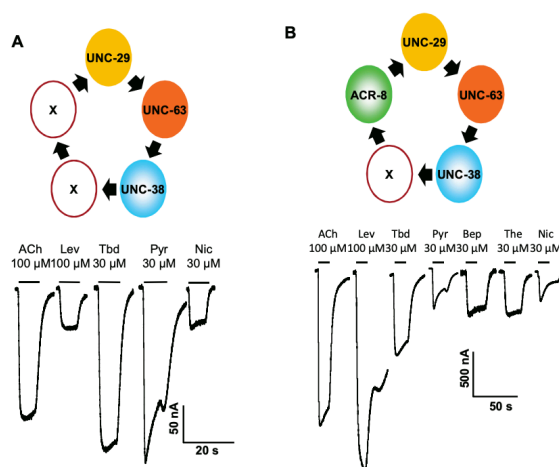 A
UNC-29
X
UNC-63
X
UNC-38
ACh Lev Tbd Pyr Nic
100 µM 100 µM 30 µM 30 µM 30 µM
50 nA
20 s
B
UNC-29
ACR-8
UNC-63
X
UNC-38
ACh Lev Tbd Pyr Bep The Nic
100 µM 100 µM 30 µM 30 µM 30 µM 30 µM 30 µM
500 nA
50 s